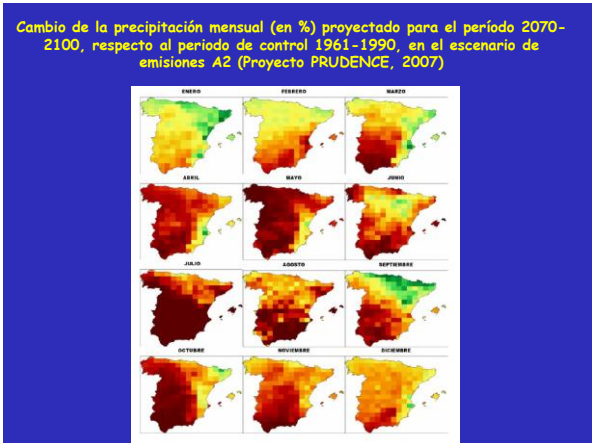 Cambio de la precipitación mensual (en %) proyectado para el período 2070-
2100, respecto al periodo de control 1961-1990, en el escenario de
emisiones A2 (Proyecto PRUDENCE, 2007)
ENERO FEBRERO MARZO
ABRIL MAYO JUNIO
JULIO AGOSTO SEPTIEMBRE
OCTUBRE NOVIEMBRE DICIEMBRE